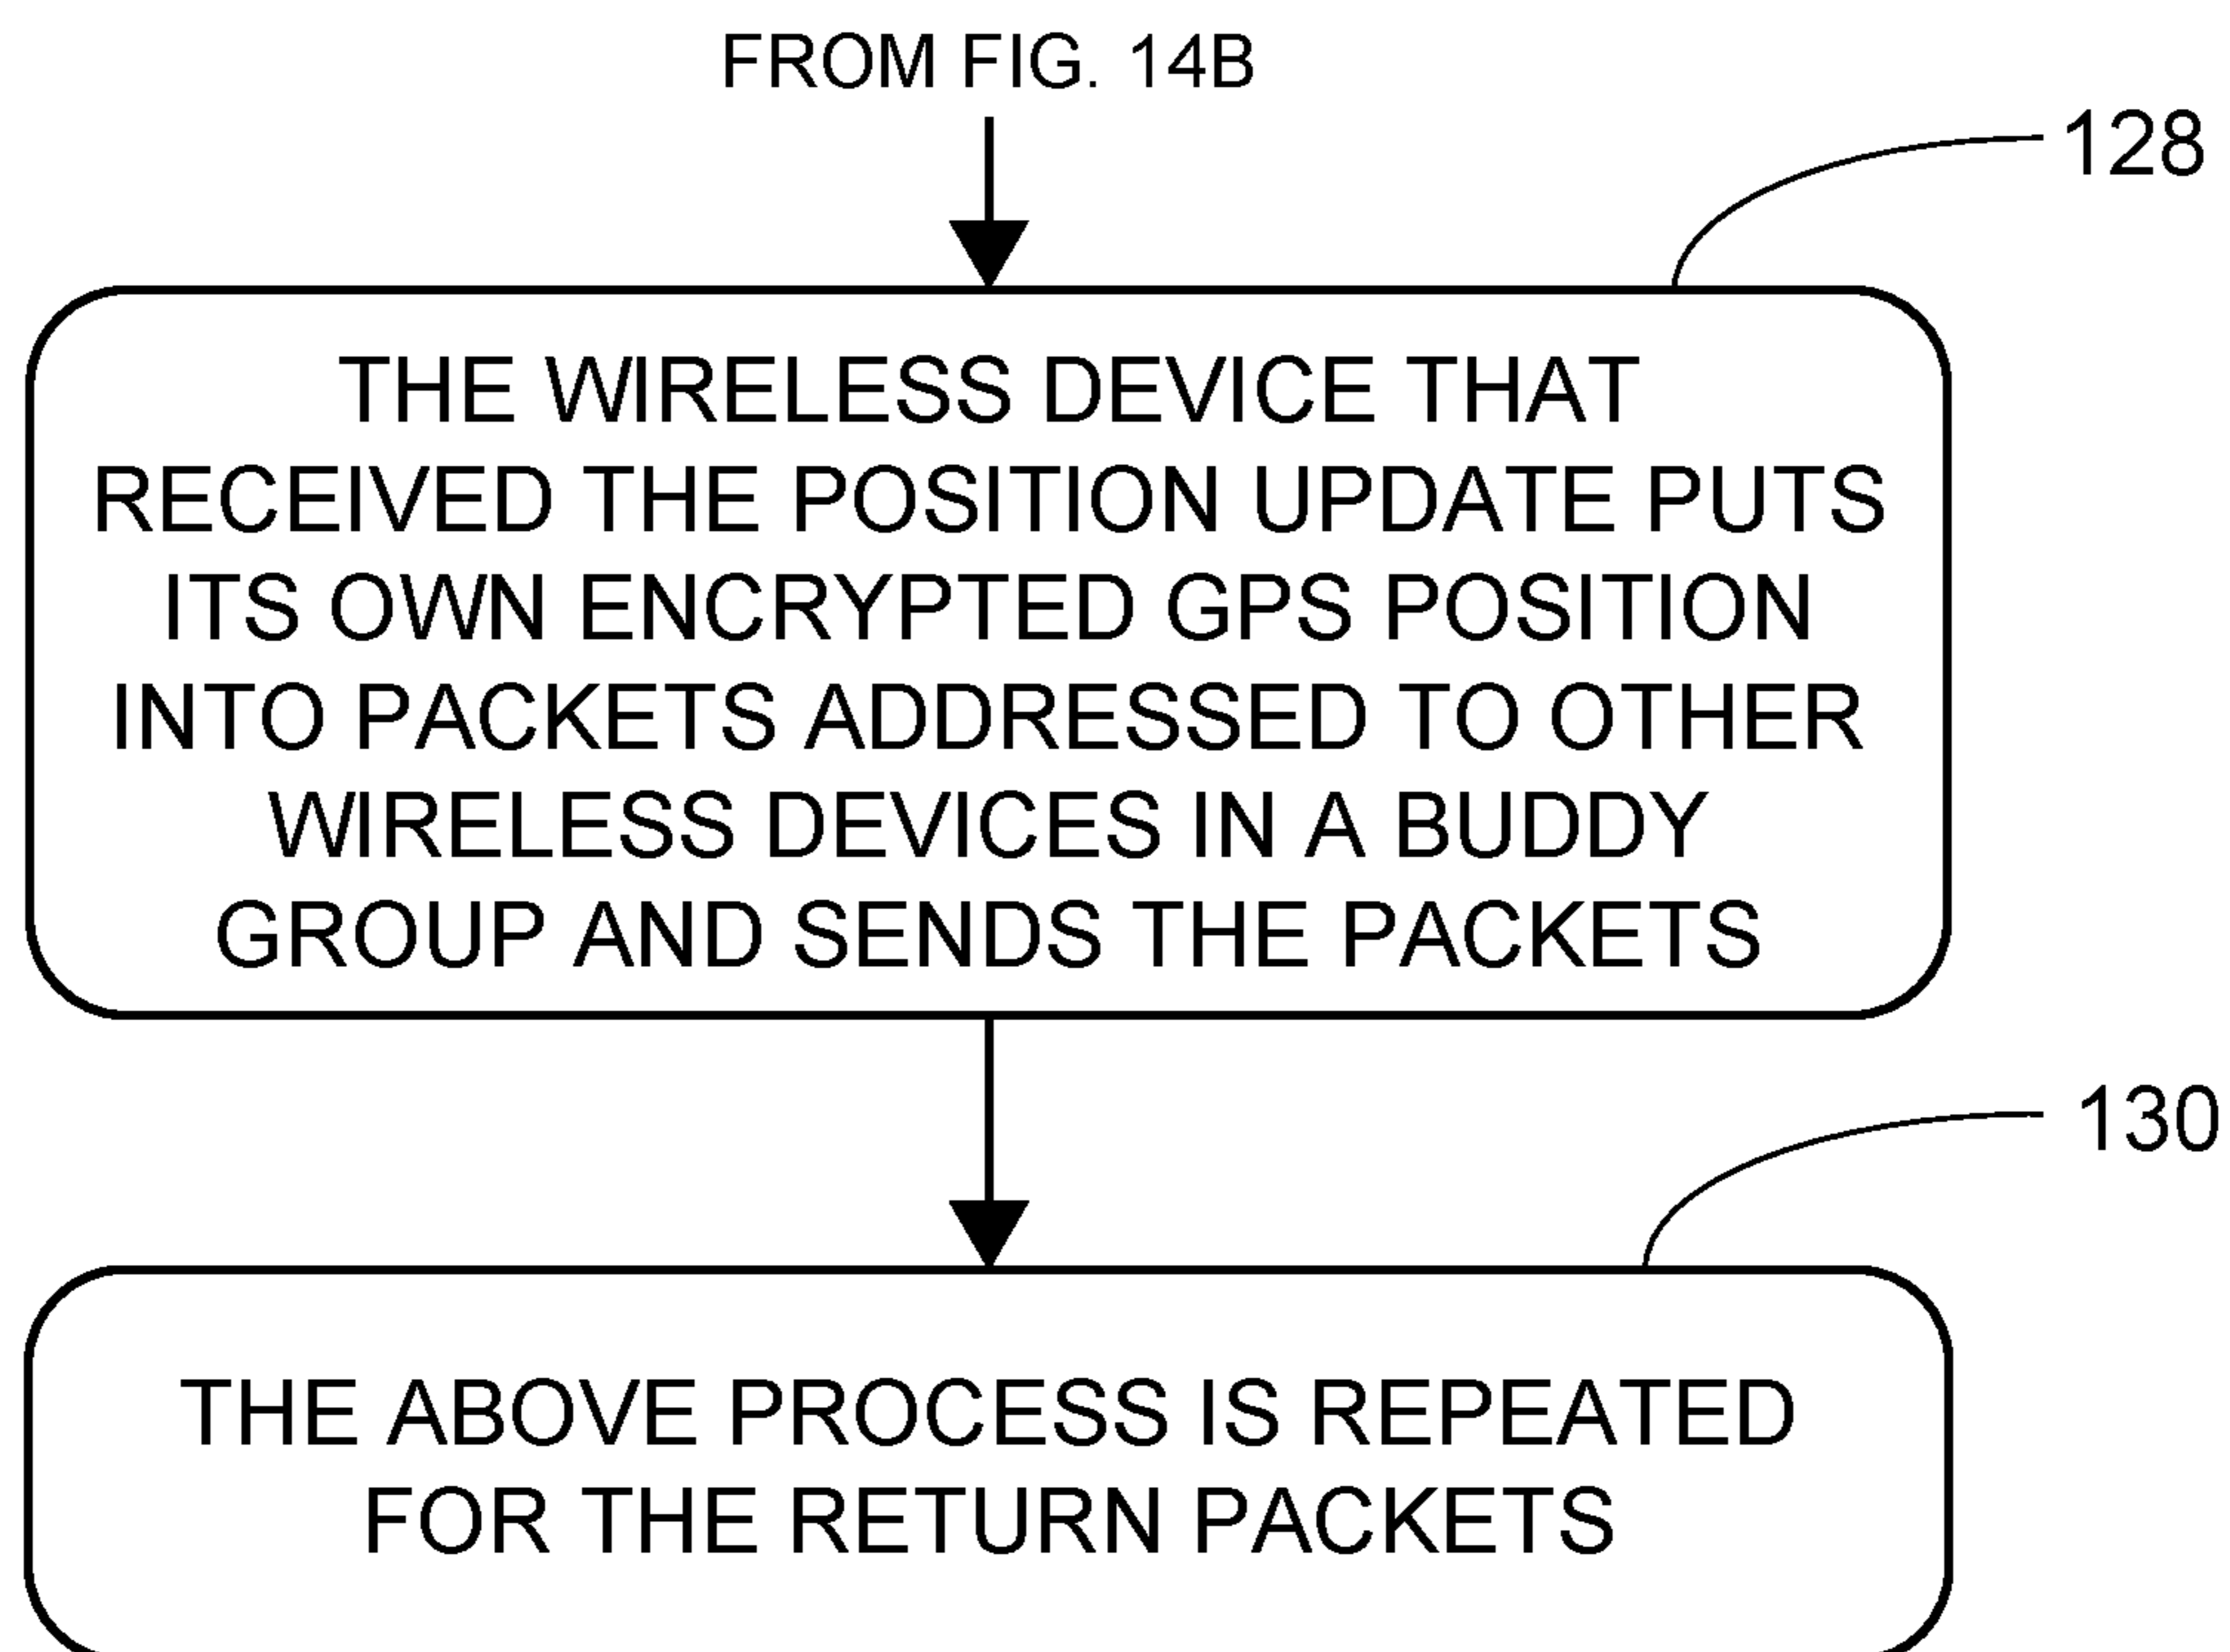 FROM FIG. 14B
128
THE WIRELESS DEVICE THAT
RECEIVED THE POSITION UPDATE PUTS
ITS OWN ENCRYPTED GPS POSITION
INTO PACKETS ADDRESSED TO OTHER
WIRELESS DEVICES IN A BUDDY
GROUP AND SENDS THE PACKETS
130
THE ABOVE PROCESS IS REPEATED
FOR THE RETURN PACKETS